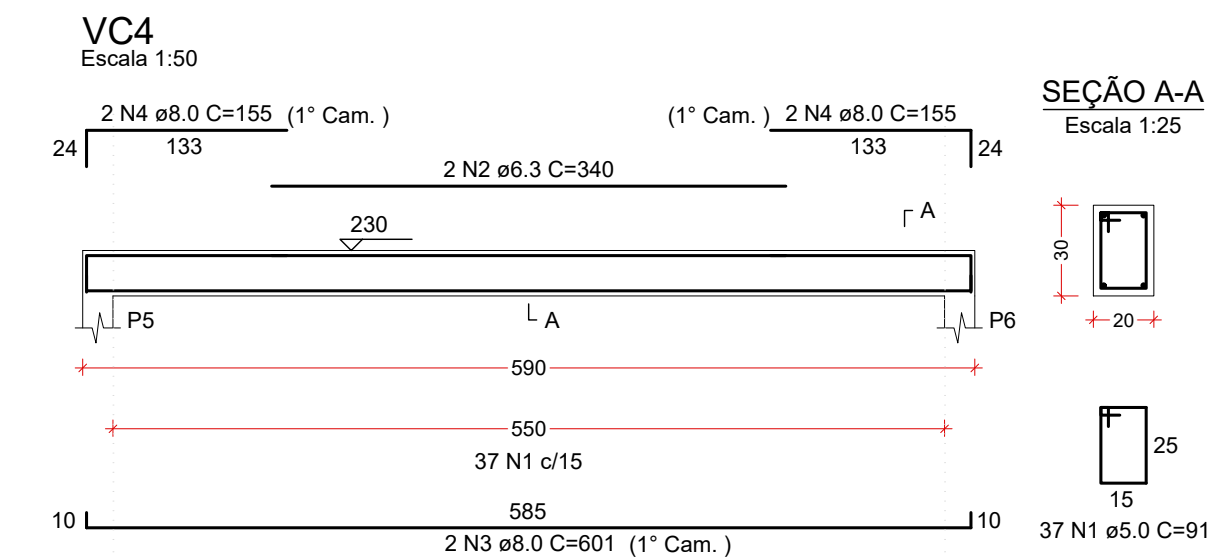 VC4
Escala 1:50
2 N4 ø8.0 C=155 (1° Cam. )
24
133
(1° Cam. ) 2 N4 ø8.0 C=155
133
24
2 N2 ø6.3 C=340
A
230
P5
A
P6
590
550
37 N1 c/15
585
10
10
2 N3 ø8.0 C=601 (1° Cam. )
SEÇÃO A-A
Escala 1:25
30
20
25
15
37 N1 ø5.0 C=91